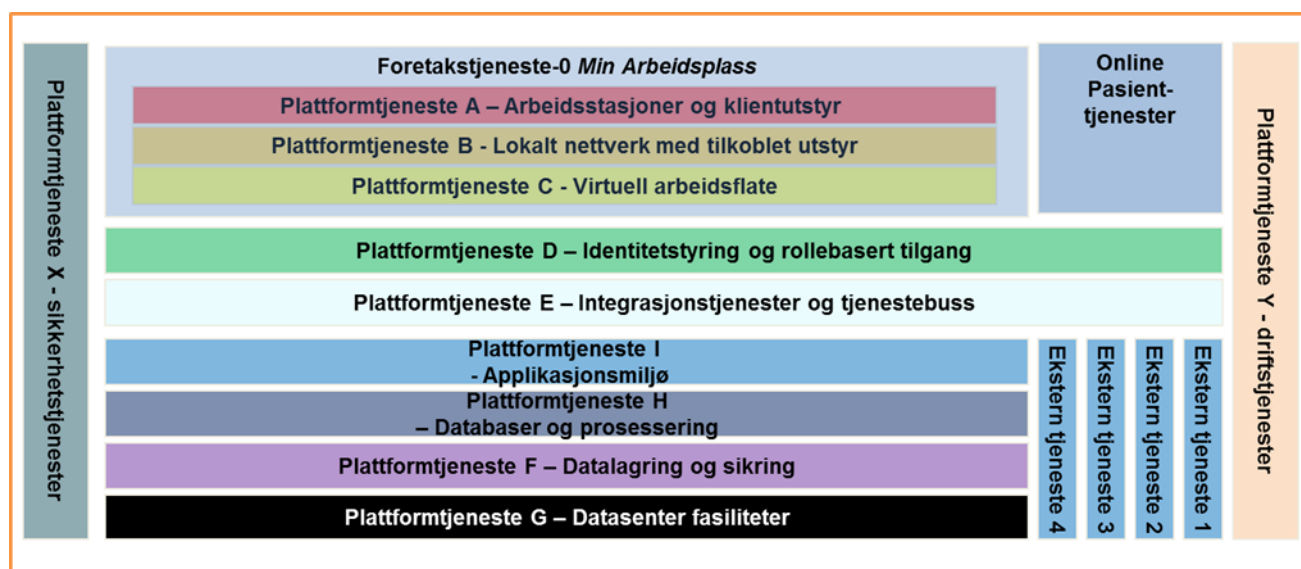 Plattformtjeneste X - sikkerhetstjenester
Foretakstjeneste-0 Min Arbeidsplass
Plattformtjeneste A – Arbeidsstasjoner og klientutstyr
Plattformtjeneste B - Lokalt nettverk med tilkoblet utstyr
Plattformtjeneste C - Virtuell arbeidsflate
Online
Pasient-
tjenester
Plattformtjeneste Y - driftstjenester
Plattformtjeneste D – Identitetstyring og rollebasert tilgang
Plattformtjeneste E – Integrasjonstjenester og tjenestebuss
Plattformtjeneste I
- Applikasjonsmiljø
Plattformtjeneste H
– Databaser og prosessering
Plattformtjeneste F – Datalagring og sikring
Plattformtjeneste G – Datasenter fasiliteter
Ekstern tjeneste 4
Ekstern tjeneste 3
Ekstern tjeneste 2
Ekstern tjeneste 1